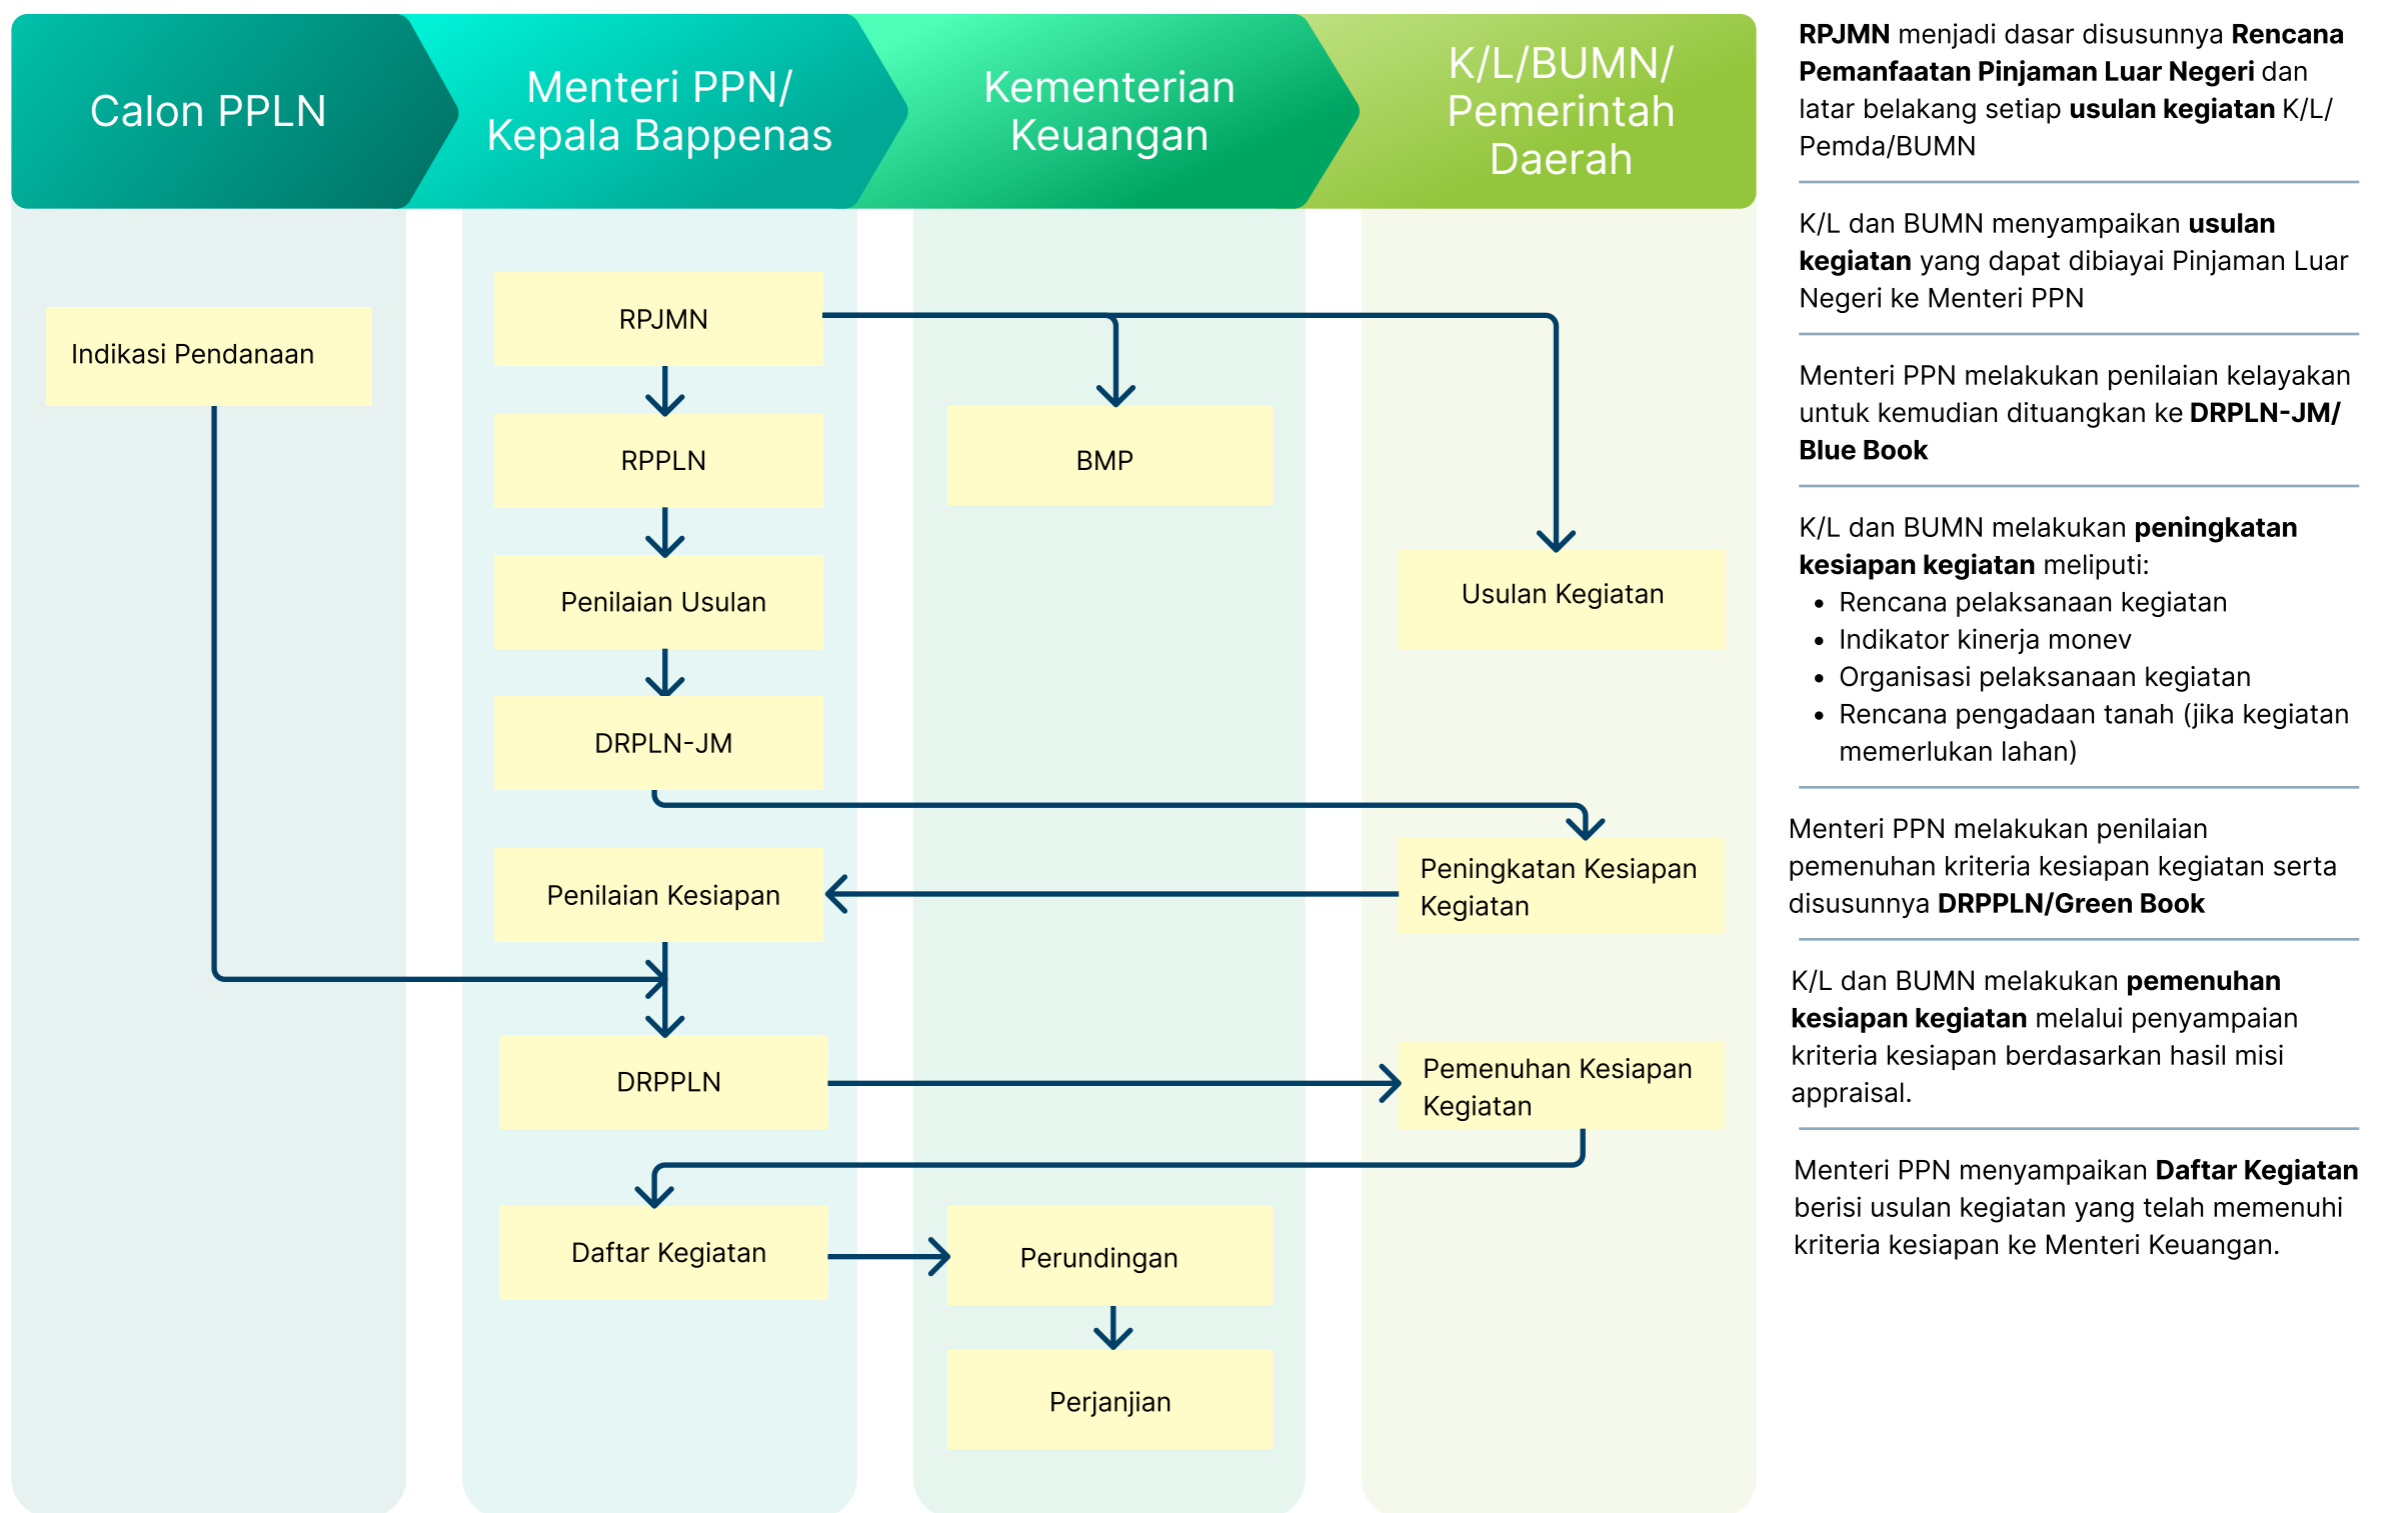 Calon PPLN
Menteri PPN/
Kepala Bappenas
Kementerian
Keuangan
K/L/BUMN/
Pemerintah
Daerah
Indikasi Pendanaan
RPJMN
RPPLN
BMP
Penilaian Usulan
Usulan Kegiatan
DRPLN-JM
Penilaian Kesiapan
Peningkatan Kesiapan
Kegiatan
DRPPLN
Pemenuhan Kesiapan
Kegiatan
Daftar Kegiatan
Perundingan
Perjanjian
RPJMN menjadi dasar disusunnya Rencana
Pemanfaatan Pinjaman Luar Negeri dan
latar belakang setiap usulan kegiatan K/L/
Pemda/BUMN
K/L dan BUMN menyampaikan usulan
kegiatan yang dapat dibiayai Pinjaman Luar
Negeri ke Menteri PPN
Menteri PPN melakukan penilaian kelayakan
untuk kemudian dituangkan ke DRPLN-JM/
Blue Book
K/L dan BUMN melakukan peningkatan
kesiapan kegiatan meliputi:
• Rencana pelaksanaan kegiatan
• Indikator kinerja monev
• Organisasi pelaksanaan kegiatan
• Rencana pengadaan tanah (jika kegiatan
memerlukan lahan)
Menteri PPN melakukan penilaian
pemenuhan kriteria kesiapan kegiatan serta
disusunnya DRPPLN/Green Book
K/L dan BUMN melakukan pemenuhan
kesiapan kegiatan melalui penyampaian
kriteria kesiapan berdasarkan hasil misi
appraisal.
Menteri PPN menyampaikan Daftar Kegiatan
berisi usulan kegiatan yang telah memenuhi
kriteria kesiapan ke Menteri Keuangan.